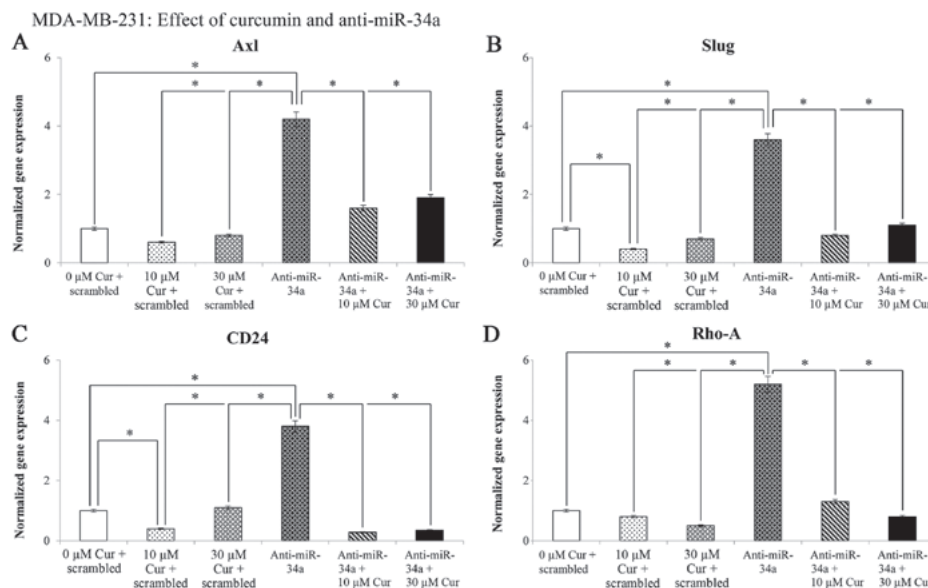 MDA-MB-231: Effect of curcumin and anti-miR-34a
A
Axl
Normalized gene expression
6
4
2
0
*
* * * *
0 µM Cur +
scrambled
10 µM
Cur +
scrambled
30 µM
Cur +
scrambled
Anti-miR-
34a
Anti-miR-
34a +
10 µM Cur
Anti-miR-
34a +
30 µM Cur
B
Slug
Normalized gene expression
6
4
2
0
*
* * * *
*
0 µM Cur +
scrambled
10 µM
Cur +
scrambled
30 µM
Cur +
scrambled
Anti-miR-
34a
Anti-miR-
34a +
10 µM Cur
Anti-miR-
34a +
30 µM Cur
C
CD24
Normalized gene expression
6
4
2
0
*
* * * *
*
0 µM Cur +
scrambled
10 µM
Cur +
scrambled
30 µM
Cur +
scrambled
Anti-miR-
34a
Anti-miR-
34a +
10 µM Cur
Anti-miR-
34a +
30 µM Cur
D
Rho-A
Normalized gene expression
6
4
2
0
*
* * * *
0 µM Cur +
scrambled
10 µM
Cur +
scrambled
30 µM
Cur +
scrambled
Anti-miR-
34a
Anti-miR-
34a +
10 µM Cur
Anti-miR-
34a +
30 µM Cur